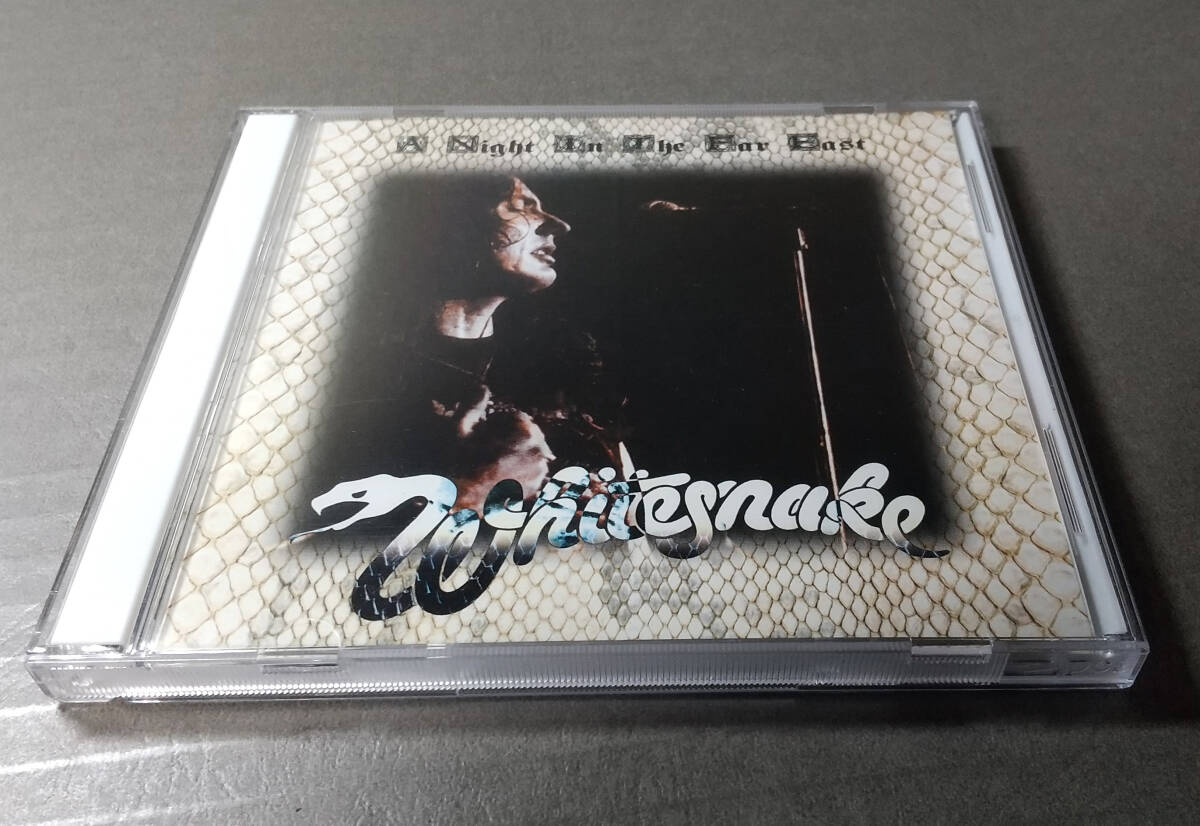 A Night In The Far East
Whitesnake